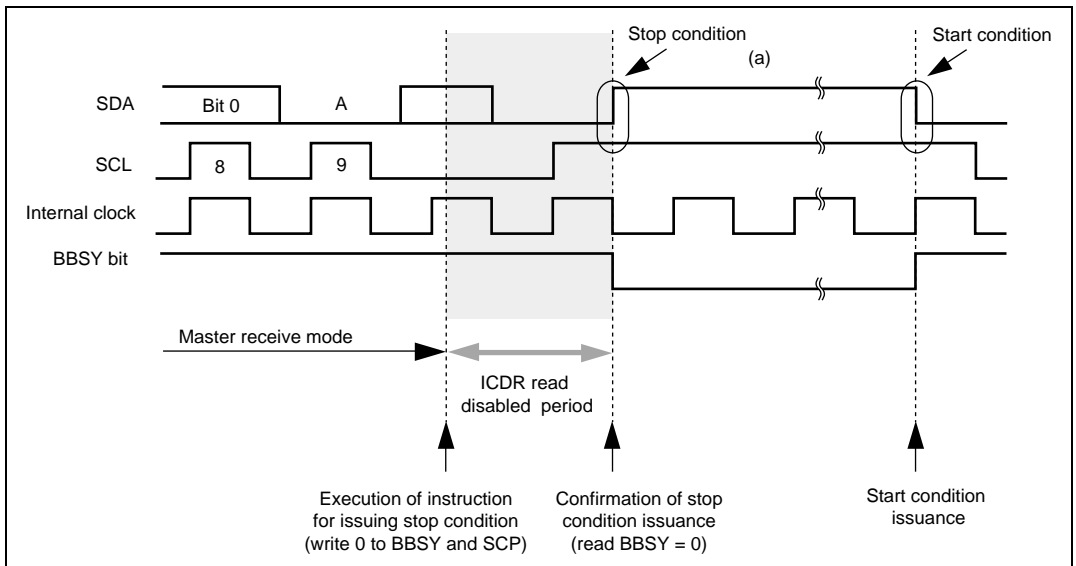 Stop condition
Start condition
(a)
SDA
Bit 0
A
SCL
8
9
Internal clock
BBSY bit
Master receive mode
ICDR read
disabled period
Execution of instruction
for issuing stop condition
(write 0 to BBSY and SCP)
Confirmation of stop
condition issuance
(read BBSY = 0)
Start condition
issuance